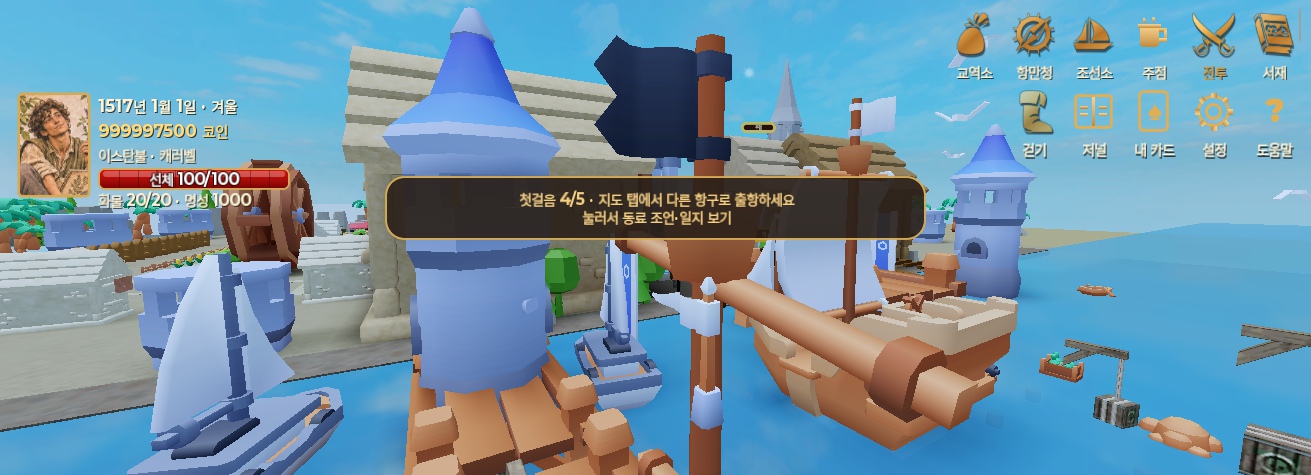 교역소 항만청 조선소 주점 전투 서재
걷기 저널 내 카드 설정 도움말
1517년 1월 1일 · 겨울
999997500 코인
이스탄불 · 캐러벨
선체 100/100
화물 20/20 · 명성 1000
첫걸음 4/5 · 지도 탭에서 다른 항구로 출항하세요
눌러서 동료 조언·일지 보기